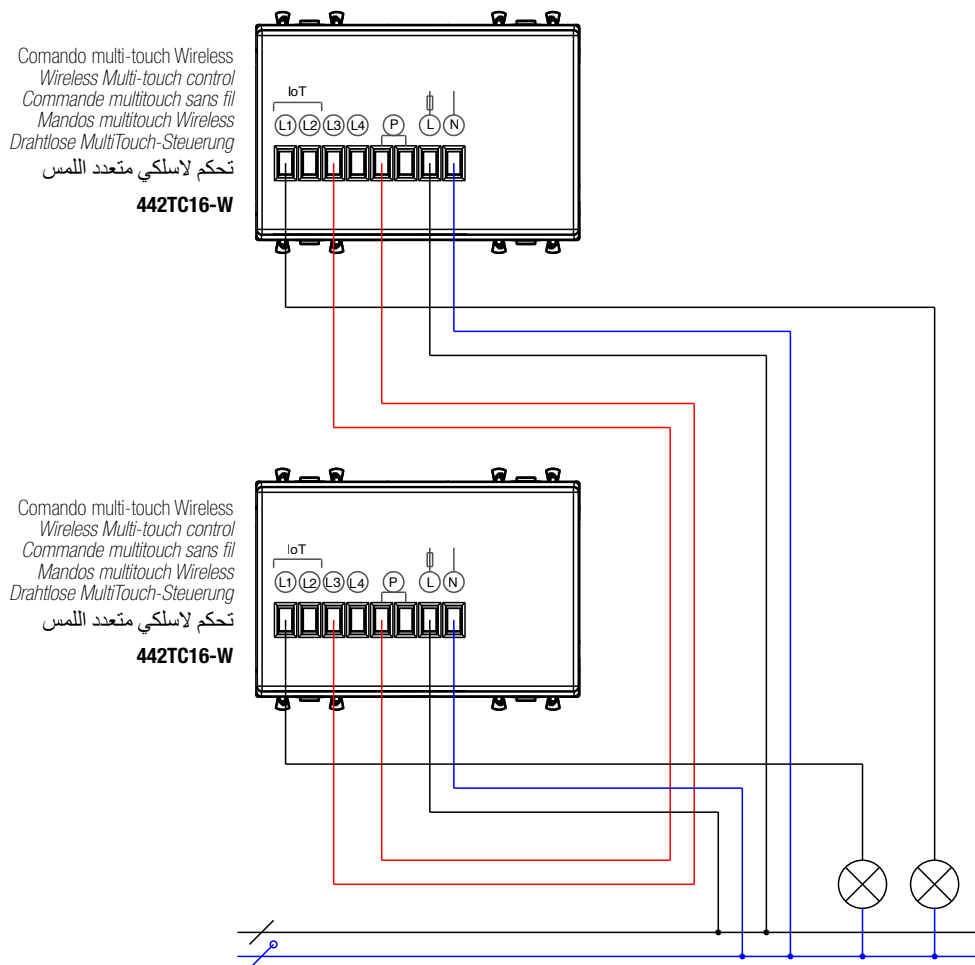 Comando multi-touch Wireless
Wireless Multi-touch control
Commande multitouch sans fil
Mandos multitouch Wireless
Drahtlose MultiTouch-Steuerung
تحكم لاسلكي متعدد اللمس
442TC16-W
IoT
L1 L2 L3 L4 P L N
Comando multi-touch Wireless
Wireless Multi-touch control
Commande multitouch sans fil
Mandos multitouch Wireless
Drahtlose MultiTouch-Steuerung
تحكم لاسلكي متعدد اللمس
442TC16-W
IoT
L1 L2 L3 L4 P L N